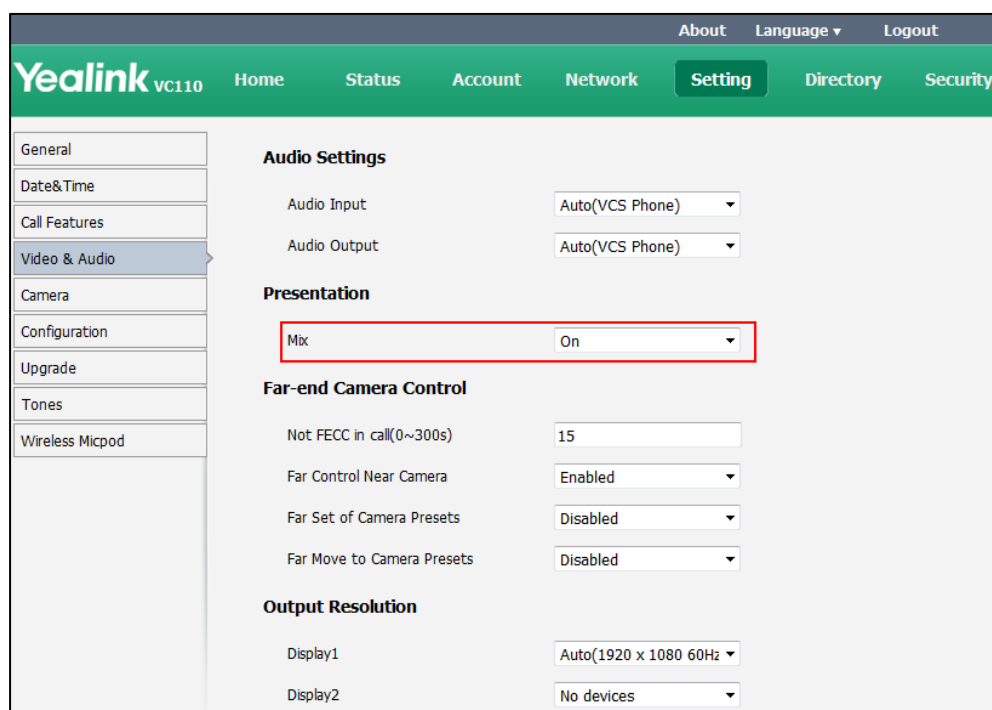 About Language ▾ Logout
Yealink VC110 Home Status Account Network Setting Directory Security
General
Date&Time
Call Features
Video & Audio
Camera
Configuration
Upgrade
Tones
Wireless Micpod
Audio Settings
Audio Input Auto(VCS Phone)
Audio Output Auto(VCS Phone)
Presentation
Mix On
Far-end Camera Control
Not FECC in call(0~300s) 15
Far Control Near Camera Enabled
Far Set of Camera Presets Disabled
Far Move to Camera Presets Disabled
Output Resolution
Display1 Auto(1920 x 1080 60Hz
Display2 No devices